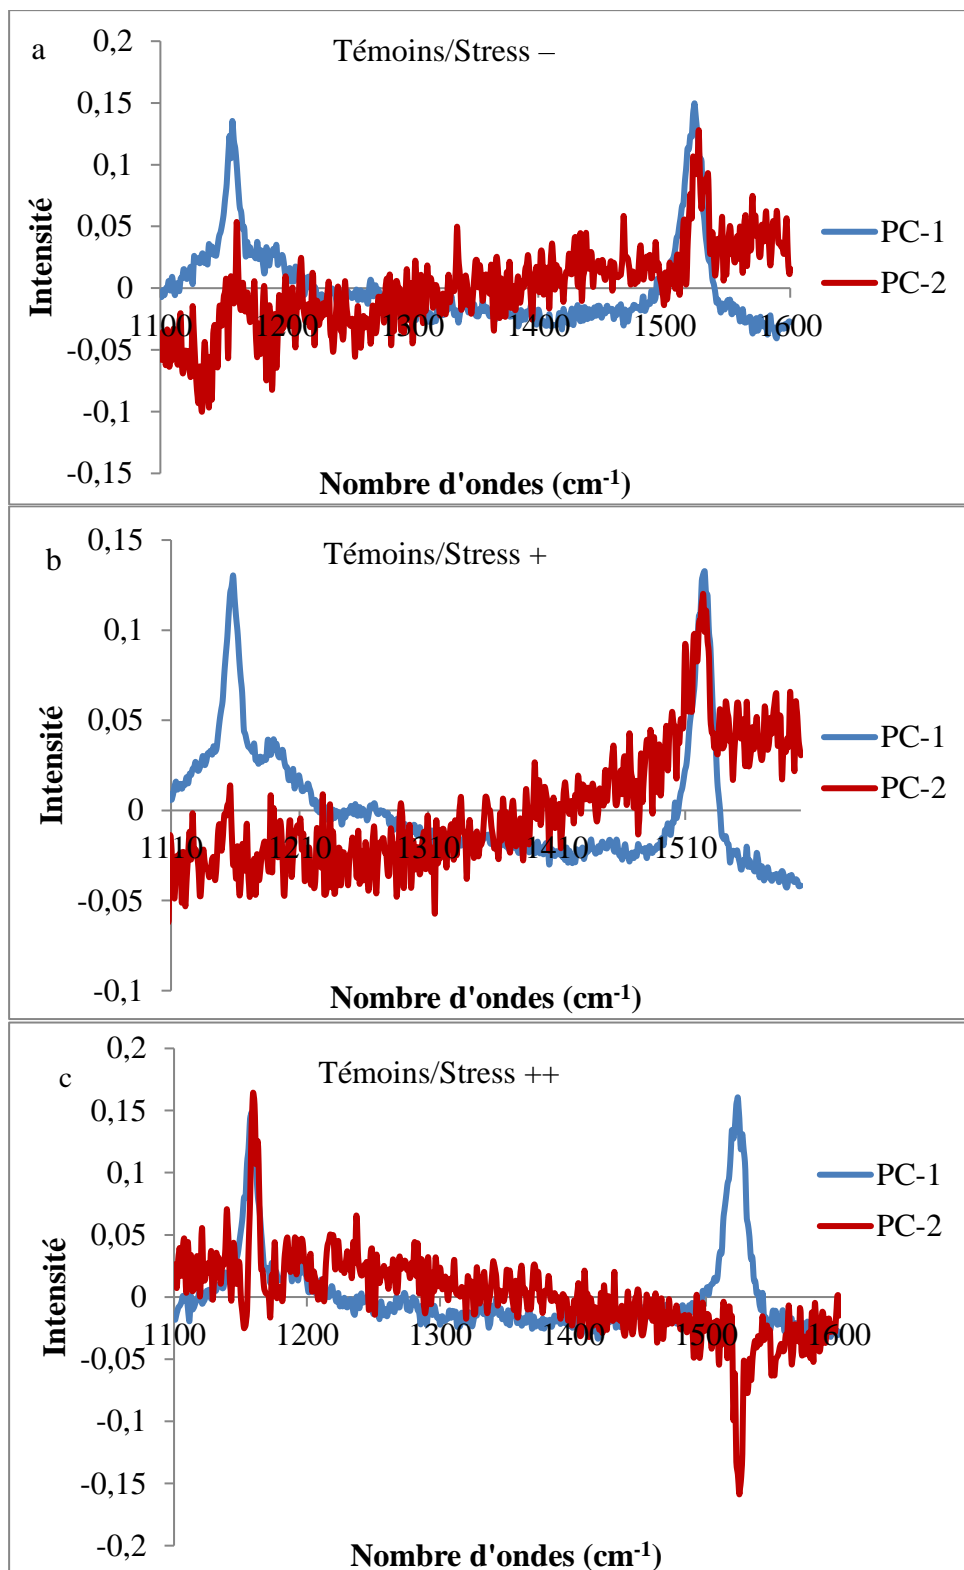 a
Témoins/Stress –
0,2
0,15
0,1
0,05
0
-0,05
-0,1
-0,15
1100
1200
1300
1400
1500
1600
Intensité
Nombre d'ondes (cm-1)
PC-1
PC-2
b
Témoins/Stress +
0,15
0,1
0,05
0
-0,05
-0,1
1110
1210
1310
1410
1510
Intensité
Nombre d'ondes (cm-1)
PC-1
PC-2
c
Témoins/Stress ++
0,2
0,15
0,1
0,05
0
-0,05
-0,1
-0,15
-0,2
1100
1200
1300
1400
1500
1600
Intensité
Nombre d'ondes (cm-1)
PC-1
PC-2